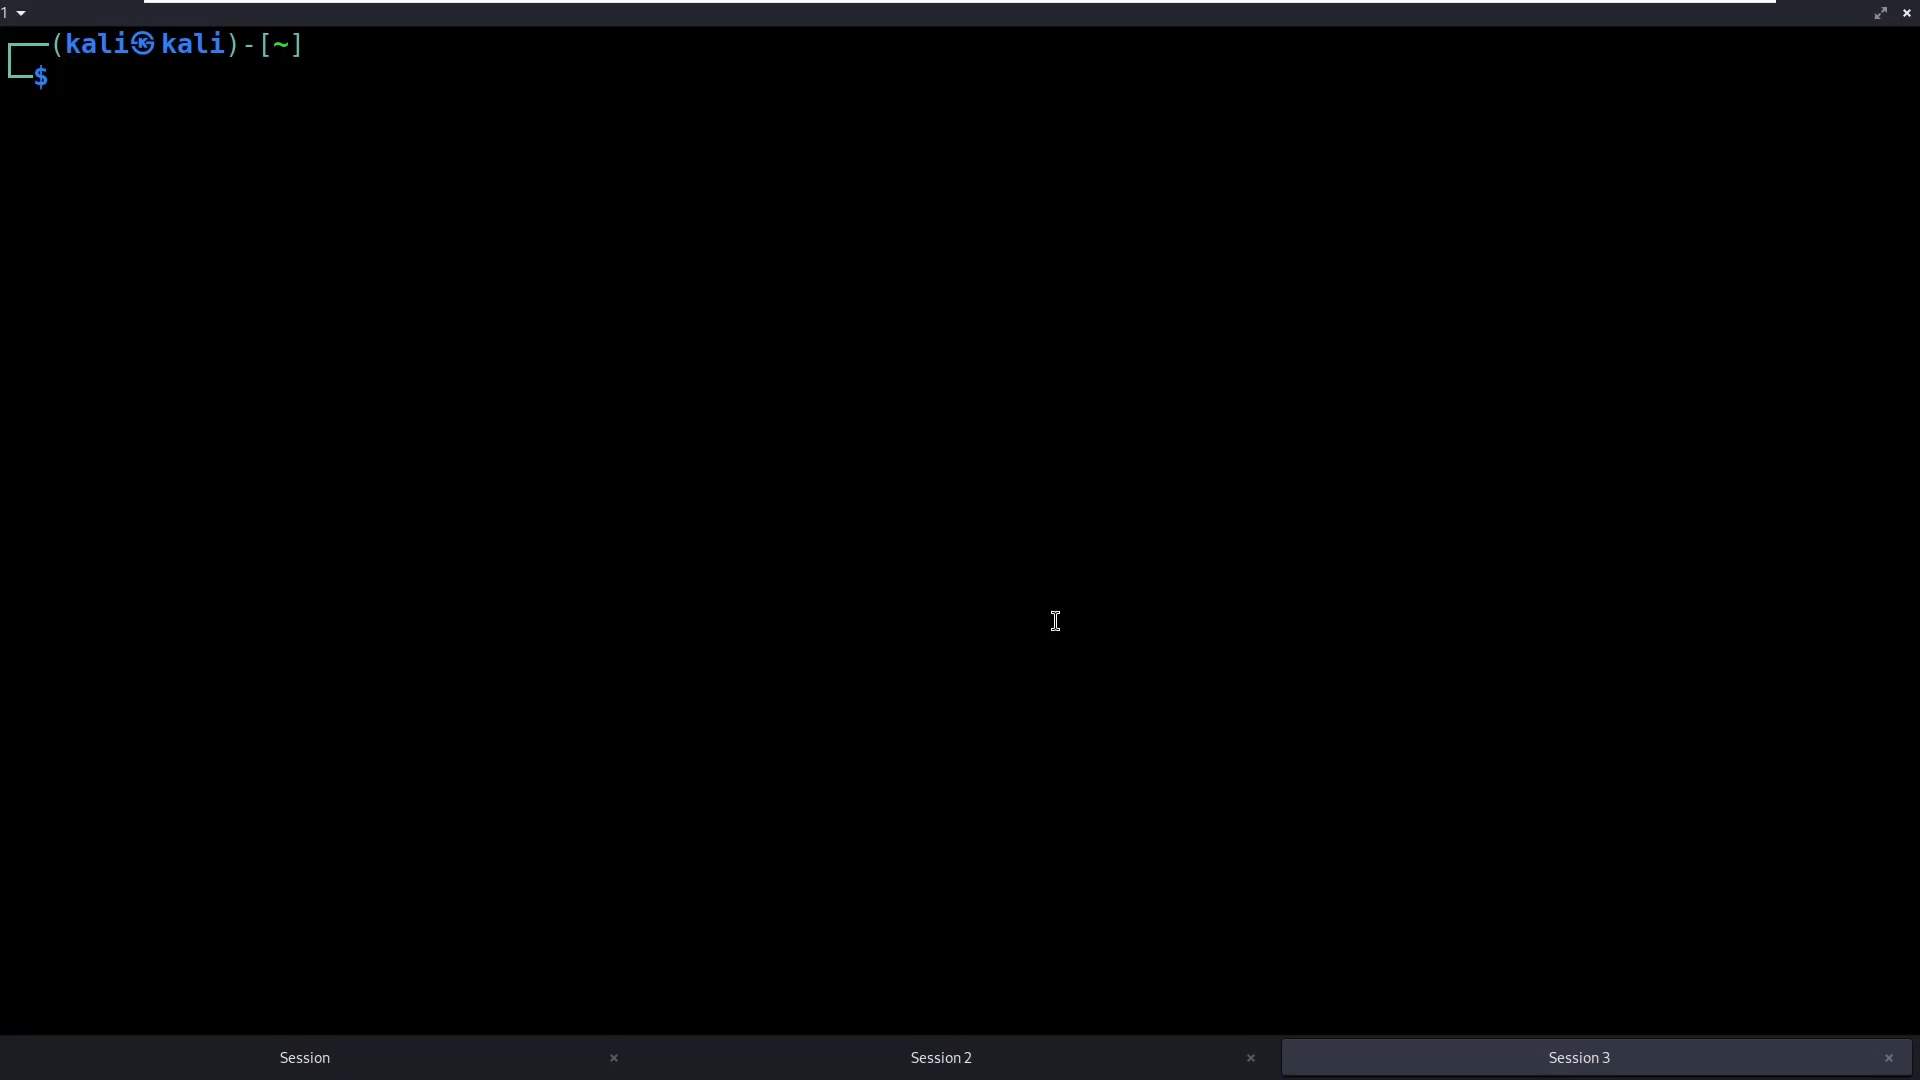 1
┌──(kali㉿kali)-[~]
└─$
Session
Session 2
Session 3